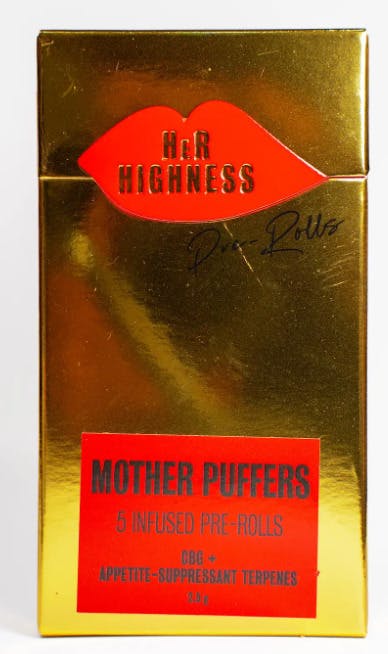 HER
HIGHNESS
Pre-Rolls
MOTHER PUFFERS
5 INFUSED PRE-ROLLS
CBG +
APPETITE-SUPPRESSANT TERPENES